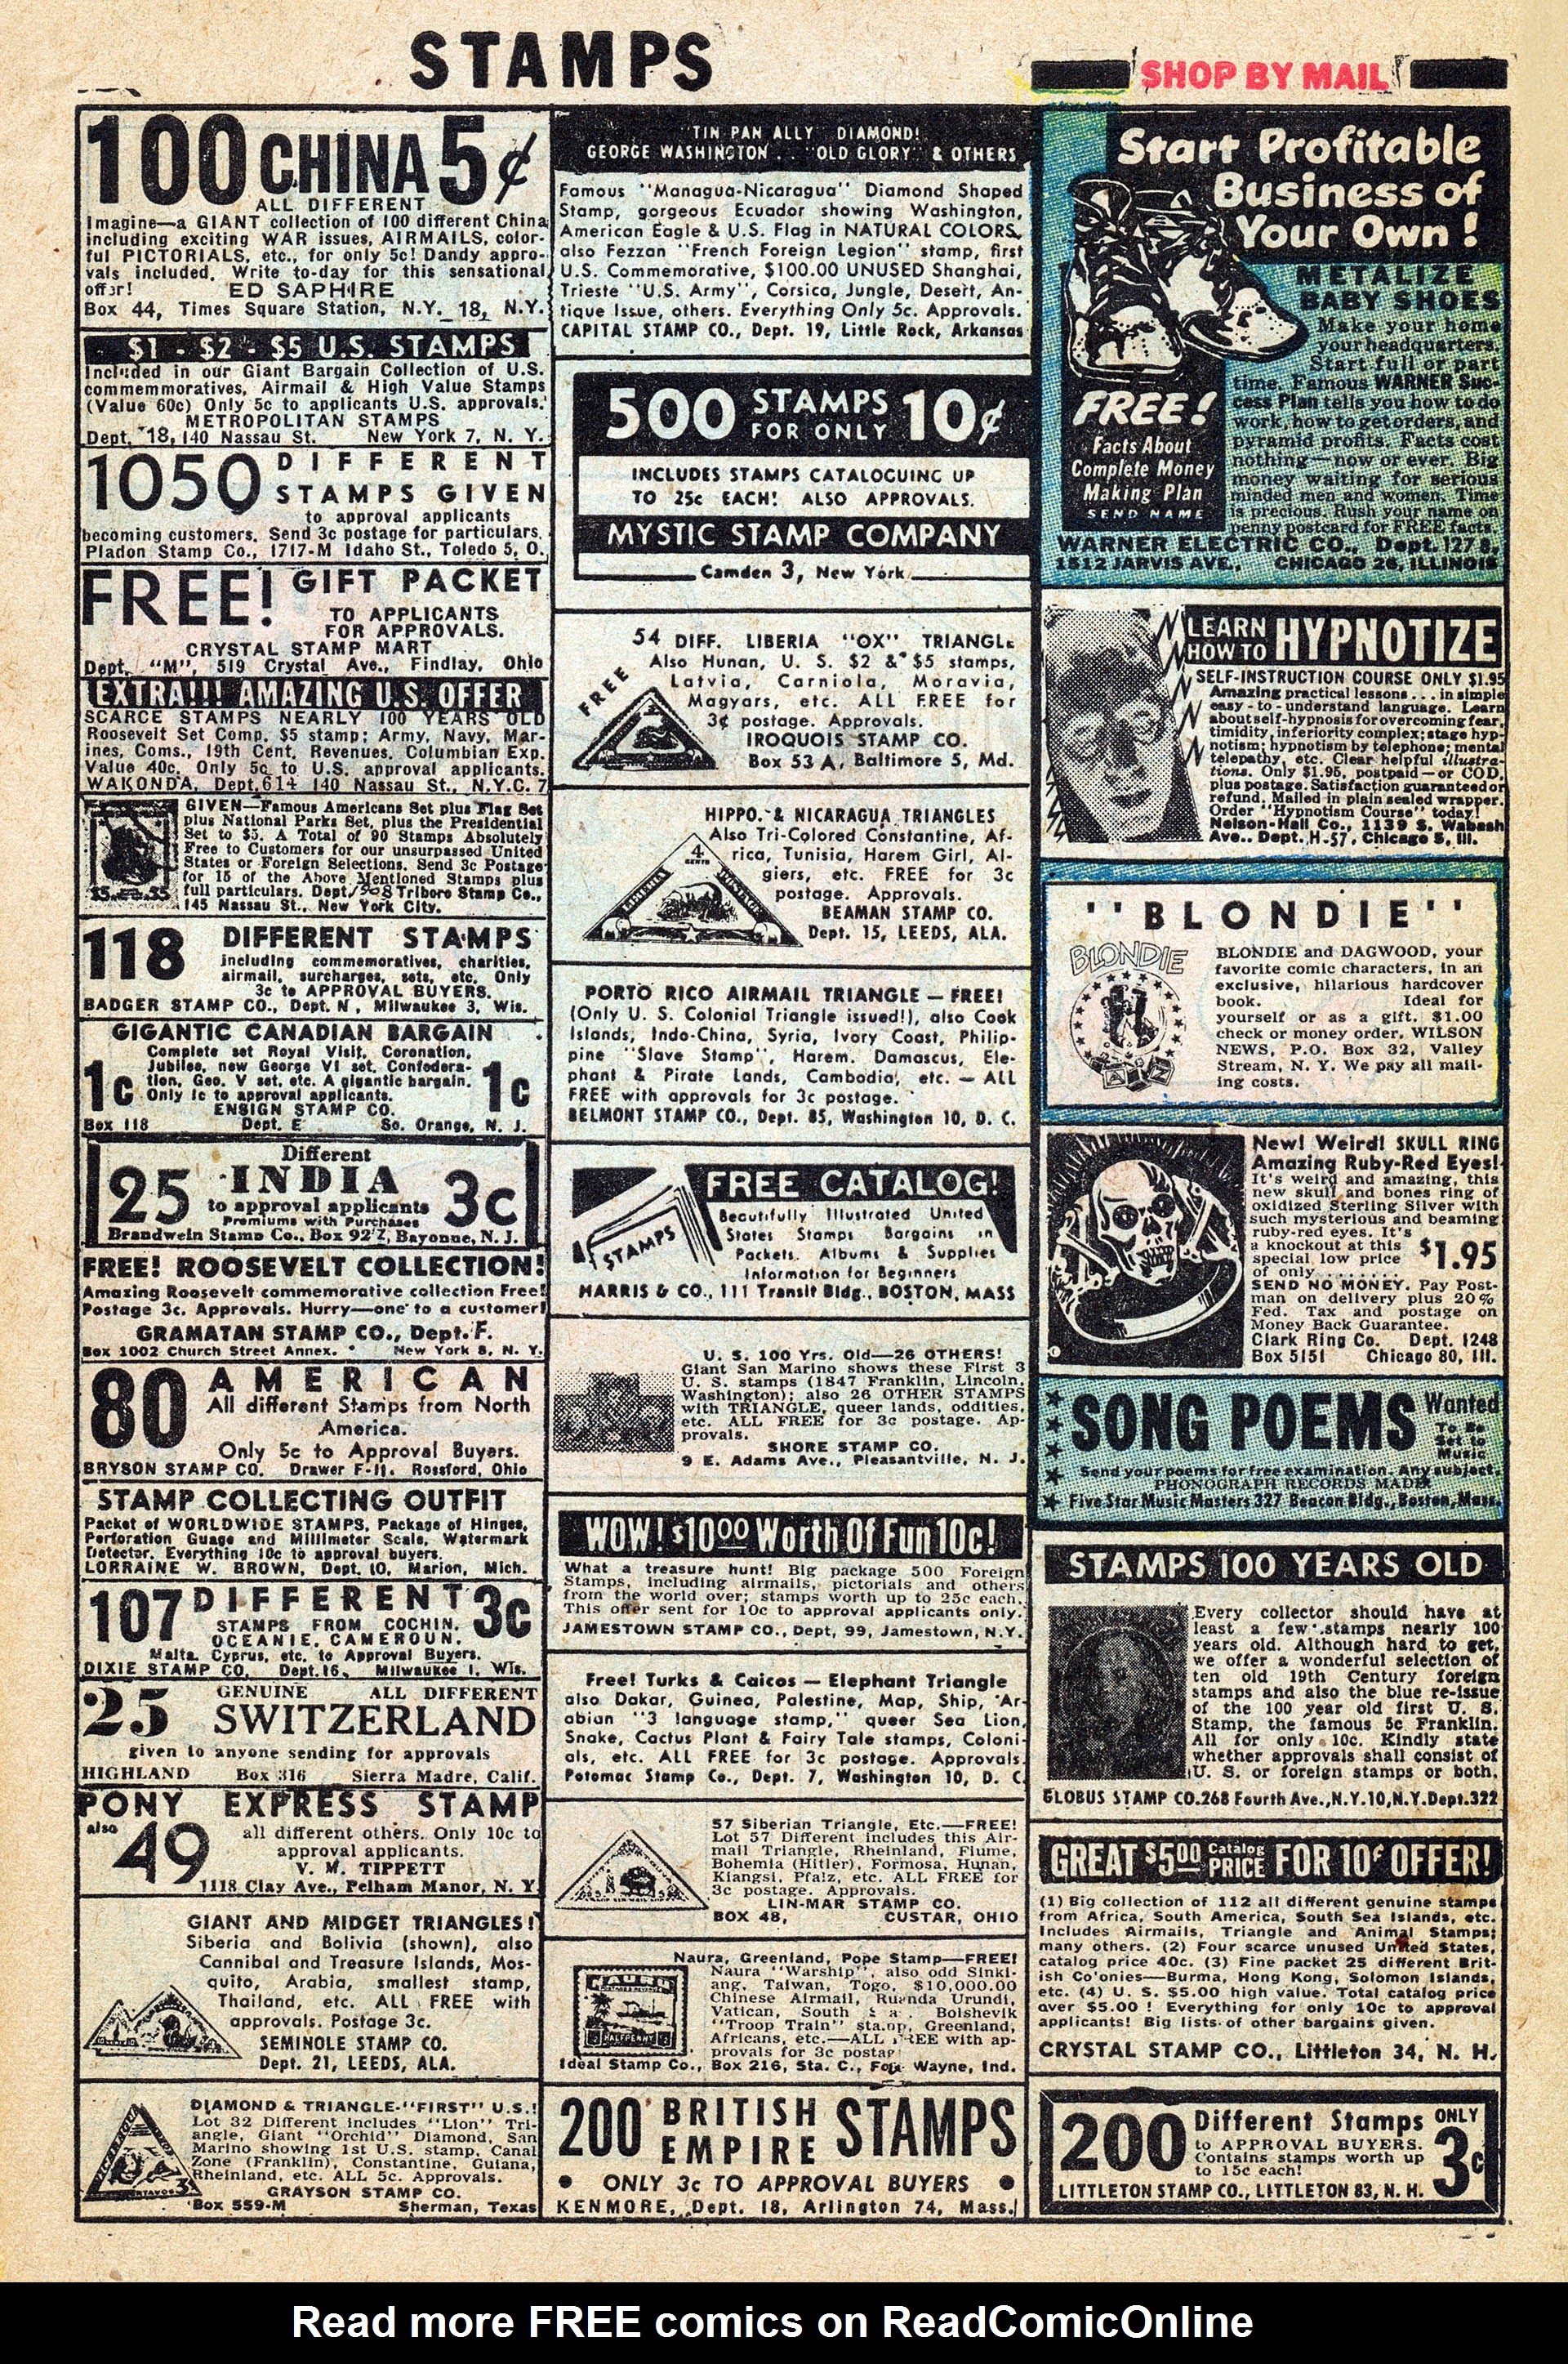 STAMPS
SHOP BY MAIL
100 CHINA 5¢
ALL DIFFERENT
Imagine—a GIANT collection of 100 different China
including exciting WAR issues, AIRMAILS, color-
ful PICTORIALS, etc., for only 5c! Dandy appro-
vals included. Write to-day for this sensational
offer! ED SAPHIRE
Box 44, Times Square Station, N.Y. 18, N.Y.
$1 - $2 - $5 U.S. STAMPS
Included in our Giant Bargain Collection of U.S.
commemoratives, Airmail & High Value Stamps
(Value 60c) Only 5c to applicants U.S. approvals.
METROPOLITAN STAMPS
Dept. 18, 140 Nassau St. New York 7, N. Y.
1050 DIFFERENT
STAMPS GIVEN
to approval applicants
becoming customers. Send 3c postage for particulars.
Pladon Stamp Co., 1717-M Idaho St., Toledo 5, O.
FREE! GIFT PACKET
TO APPLICANTS
FOR APPROVALS.
CRYSTAL STAMP MART
Dept. "M", 519 Crystal Ave., Findlay, Ohio
EXTRA!!! AMAZING U.S. OFFER
SCARCE STAMPS NEARLY 100 YEARS OLD
Roosevelt Set Comp. $5 stamp; Army, Navy, Mar-
ines, Coms., 19th Cent. Revenues, Columbian Exp.
Value 40c. Only 5c to U.S. approval applicants.
WAKONDA, Dept. 614 140 Nassau St., N.Y.C. 7
GIVEN—Famous Americans Set plus Flag Set
plus National Parks Set, plus the Presidential
Set to $5. A Total of 90 Stamps Absolutely
Free to Customers for our unsurpassed United
States or Foreign Selections. Send 3c Postage
for 15 of the Above Mentioned Stamps plus
full particulars. Dept. 508 Tribore Stamp Co.,
145 Nassau St., New York City.
118 DIFFERENT STAMPS
including commemoratives, charities,
airmail, surcharges, sets, etc. Only
3c to APPROVAL BUYERS.
BADGER STAMP CO., Dept. N, Milwaukee 3, Wis.
GIGANTIC CANADIAN BARGAIN
1c Complete set Royal Visit, Coronation, 1c
Jubilee, new George VI set, Confedera-
tion, Geo. V set, etc. A gigantic bargain.
Only 1c to approval applicants.
ENSIGN STAMP CO.
Box 118 Dept. E So. Orange, N. J.
Different
25 INDIA 3c
to approval applicants
Premiums with Purchases
Brandwein Stamp Co., Box 92Z, Bayonne, N. J.
FREE! ROOSEVELT COLLECTION!
Amazing Roosevelt commemorative collection Free!
Postage 3c. Approvals. Hurry—one to a customer!
GRAMATAN STAMP CO., Dept. F.
Box 1002 Church Street Annex. New York 8, N. Y.
80 AMERICAN
All different Stamps from North
America.
Only 5c to Approval Buyers.
BRYSON STAMP CO. Drawer F-11. Rossford, Ohio
STAMP COLLECTING OUTFIT
Packet of WORLDWIDE STAMPS, Package of Hinges,
Perforation Guage and Millimeter Scale, Watermark
Detector. Everything 10c to approval buyers.
LORRAINE W. BROWN, Dept. 10, Marion, Mich.
107 DIFFERENT 3c
STAMPS FROM COCHIN,
OCEANIE, CAMEROUN,
Malta, Cyprus, etc. to Approval Buyers.
DIXIE STAMP CO. Dept. 16, Milwaukee 1, Wis.
25 GENUINE ALL DIFFERENT
SWITZERLAND
given to anyone sending for approvals
HIGHLAND Box 316 Sierra Madre, Calif.
PONY EXPRESS STAMP
also 49 all different others. Only 10c to
approval applicants.
V. M. TIPPETT
1118 Clay Ave., Pelham Manor, N. Y.
GIANT AND MIDGET TRIANGLES!
Siberia and Bolivia (shown), also
Cannibal and Treasure Islands, Mos-
quito, Arabia, smallest stamp,
Thailand, etc. ALL FREE with
approvals. Postage 3c.
SEMINOLE STAMP CO.
Dept. 21, LEEDS, ALA.
DIAMOND & TRIANGLE-"FIRST" U.S.!
Lot 32 Different includes "Lion" Tri-
angle, Giant "Orchid" Diamond, San
Marino showing 1st U.S. stamp, Canal
Zone (Franklin), Constantine, Guiana,
Rheinland, etc. ALL 5c. Approvals.
GRAYSON STAMP CO.
Box 559-M Sherman, Texas
"TIN PAN ALLY" DIAMOND!
GEORGE WASHINGTON . . "OLD GLORY" & OTHERS
Famous "Managua-Nicaragua" Diamond Shaped
Stamp, gorgeous Ecuador showing Washington,
American Eagle & U.S. Flag in NATURAL COLORS,
also Fezzan "French Foreign Legion" stamp, first
U.S. Commemorative, $100.00 UNUSED Shanghai,
Trieste "U.S. Army", Corsica, Jungle, Desert, An-
tique Issue, others. Everything Only 5c. Approvals.
CAPITAL STAMP CO., Dept. 19, Little Rock, Arkansas
500 STAMPS FOR ONLY 10¢
INCLUDES STAMPS CATALOGUING UP
TO 25c EACH! ALSO APPROVALS.
MYSTIC STAMP COMPANY
Camden 3, New York
FREE
54 DIFF. LIBERIA "OX" TRIANGLE
Also Hunan, U. S. $2 & $5 stamps,
Latvia, Carniola, Moravia,
Magyars, etc. ALL FREE for
3¢ postage. Approvals.
IROQUOIS STAMP CO.
Box 53 A, Baltimore 5, Md.
HIPPO. & NICARAGUA TRIANGLES
Also Tri-Colored Constantine, Af-
rica, Tunisia, Harem Girl, Al-
giers, etc. FREE for 3c
postage. Approvals.
BEAMAN STAMP CO.
Dept. 15, LEEDS, ALA.
4 CENTS
LIBERIA
PORTO RICO AIRMAIL TRIANGLE — FREE!
(Only U. S. Colonial Triangle issued!), also Cook
Islands, Indo-China, Syria, Ivory Coast, Philip-
pine "Slave Stamp", Harem. Damascus, Ele-
phant & Pirate Lands, Cambodia, etc. — ALL
FREE with approvals for 3c postage.
BELMONT STAMP CO., Dept. 85, Washington 10, D. C.
FREE CATALOG!
STAMPS
Beautifully Illustrated United
States Stamps Bargains in
Packets, Albums & Supplies
Information for Beginners
HARRIS & CO., 111 Transit Bldg., BOSTON, MASS
U. S. 100 Yrs. Old—26 OTHERS!
Giant San Marino shows these First 3
U. S. stamps (1847 Franklin, Lincoln,
Washington); also 26 OTHER STAMPS
with TRIANGLE, queer lands, oddities,
etc. ALL FREE for 3c postage. Ap-
provals.
SHORE STAMP CO.
9 E. Adams Ave., Pleasantville, N. J.
WOW! $10.00 Worth Of Fun 10c!
What a treasure hunt! Big package 500 Foreign
Stamps, including airmails, pictorials and others
from the world over; stamps worth up to 25c each.
This offer sent for 10c to approval applicants only.
JAMESTOWN STAMP CO., Dept, 99, Jamestown, N.Y.
Free! Turks & Caicos — Elephant Triangle
also Dakar, Guinea, Palestine, Map, Ship, Ar-
abian "3 language stamp," queer Sea Lion,
Snake, Cactus Plant & Fairy Tale stamps, Coloni-
als, etc. ALL FREE for 3c postage. Approvals.
Potomac Stamp Co., Dept. 7, Washington 10, D. C.
57 Siberian Triangle, Etc.—FREE!
Lot 57 Different includes this Air-
mail Triangle, Rheinland, Fiume,
Bohemia (Hitler), Formosa, Hunan,
Kiangsi, Pfalz, etc. ALL FREE for
3c postage. Approvals.
LIN-MAR STAMP CO.
BOX 48, CUSTAR, OHIO
NAURU
HALFPENNY
Naura, Greenland, Pope Stamp—FREE!
Naura "Warship", also odd Sinki-
ang, Taiwan, Togo, $10,000.00
Chinese Airmail, Ruanda Urundi,
Vatican, South Bolshevik
"Troop Train" stamp, Greenland,
Africans, etc.—ALL FREE with ap-
provals for 3c postage
Ideal Stamp Co., Box 216, Sta. C., Fort Wayne, Ind.
200 BRITISH EMPIRE STAMPS
• ONLY 3c TO APPROVAL BUYERS •
KENMORE, Dept. 18, Arlington 74, Mass.
Start Profitable
Business of
Your Own!
METALIZE
BABY SHOES
Make your home
your headquarters.
Start full or part
time. Famous WARNER Suc-
cess Plan tells you how to do
work, how to get orders, and
pyramid profits. Facts cost
nothing—now or ever. Big
money waiting for serious
minded men and women. Time
is precious. Rush your name on
penny postcard for FREE facts.
FREE!
Facts About
Complete Money
Making Plan
SEND NAME
WARNER ELECTRIC CO., Dept. 127 8,
1512 JARVIS AVE., CHICAGO 26, ILLINOIS
LEARN HOW TO HYPNOTIZE
SELF-INSTRUCTION COURSE ONLY $1.95
Amazing practical lessons . . . in simple
easy - to - understand language. Learn
about self-hypnosis for overcoming fear,
timidity, inferiority complex; stage hyp-
notism; hypnotism by telephone; mental
telepathy, etc. Clear helpful illustra-
tions. Only $1.95, postpaid—or COD,
plus postage. Satisfaction guaranteed or
refund. Mailed in plain sealed wrapper.
Order "Hypnotism Course" today!
Nelson-Hall Co., 1139 S. Wabash
Ave., Dept. H-57, Chicago 5, Ill.
"BLONDIE"
BLONDIE
BLONDIE and DAGWOOD, your
favorite comic characters, in an
exclusive, hilarious hardcover
book. Ideal for
yourself or as a gift. $1.00
check or money order, WILSON
NEWS, P.O. Box 32, Valley
Stream, N. Y. We pay all mail-
ing costs.
New! Weird! SKULL RING
Amazing Ruby-Red Eyes!
It's weird and amazing, this
new skull and bones ring of
oxidized Sterling Silver with
such mysterious and beaming
ruby-red eyes. It's
a knockout at this
special low price
of only ........ $1.95
SEND NO MONEY. Pay Post-
man on delivery plus 20%
Fed. Tax and postage on
Money Back Guarantee.
Clark Ring Co. Dept. 1248
Box 5151 Chicago 80, Ill.
SONG POEMS Wanted
To Be
Set to
Music
Send your poems for free examination. Any subject.
PHONOGRAPH RECORDS MADE
Five Star Music Masters 327 Beacon Bldg., Boston, Mass.
STAMPS 100 YEARS OLD
Every collector should have at
least a few stamps nearly 100
years old. Although hard to get,
we offer a wonderful selection of
ten old 19th Century foreign
stamps and also the blue re-issue
of the 100 year old first U. S.
Stamp, the famous 5c Franklin.
All for only 10c. Kindly state
whether approvals shall consist of
U. S. or foreign stamps or both.
GLOBUS STAMP CO. 268 Fourth Ave., N.Y. 10, N.Y. Dept. 322
GREAT $5.00 Catalog PRICE FOR 10¢ OFFER!
(1) Big collection of 112 all different genuine stamps
from Africa, South America, South Sea Islands, etc.
Includes Airmails, Triangle and Animal Stamps;
many others. (2) Four scarce unused United States,
catalog price 40c. (3) Fine packet 25 different Brit-
ish Colonies—Burma, Hong Kong, Solomon Islands,
etc. (4) U. S. $5.00 high value. Total catalog price
over $5.00! Everything for only 10c to approval
applicants! Big lists of other bargains given.
CRYSTAL STAMP CO., Littleton 34, N. H.
200 Different Stamps ONLY 3c
to APPROVAL BUYERS.
Contains stamps worth up
to 15c each!
LITTLETON STAMP CO., LITTLETON 83, N. H.
Read more FREE comics on ReadComicOnline